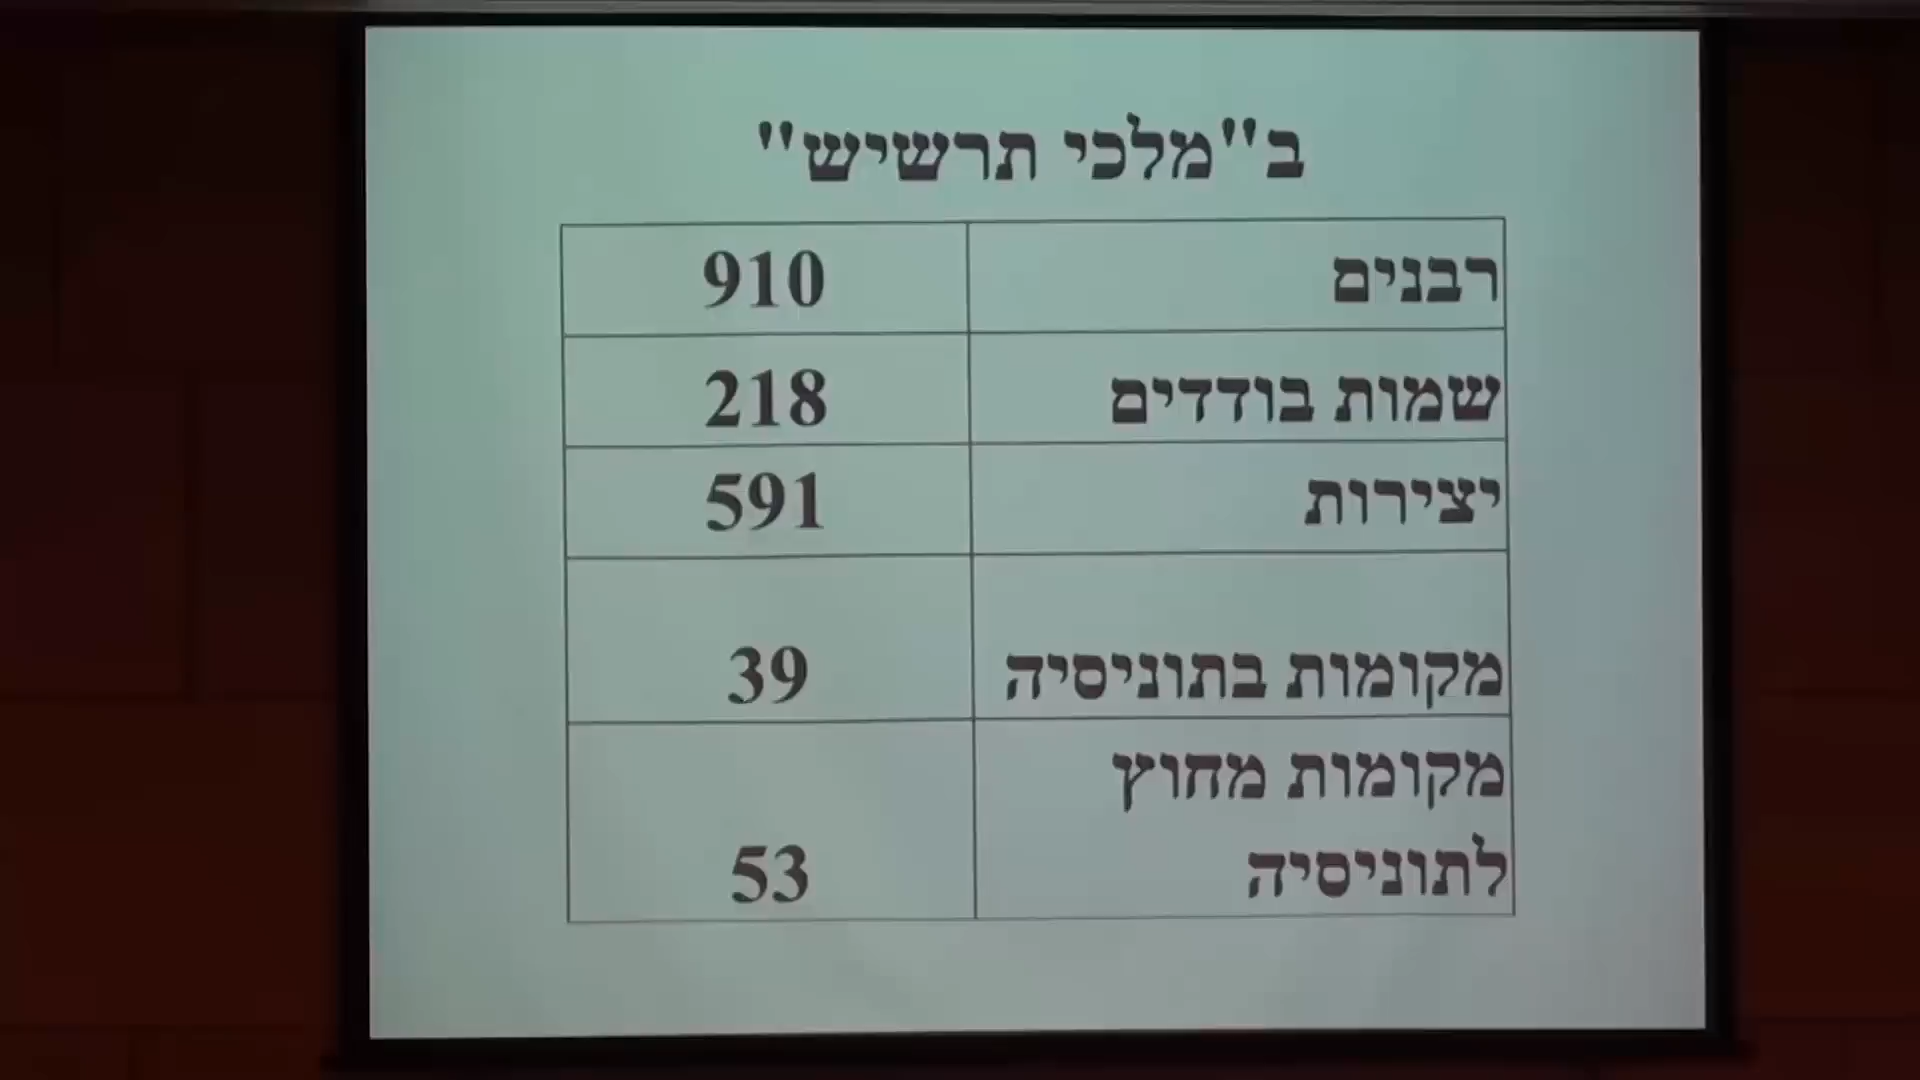 ב"מלכי תרשיש"
רבנים 910
שמות בודדים 218
יצירות 591
מקומות בתוניסיה 39
מקומות מחוץ
לתוניסיה 53